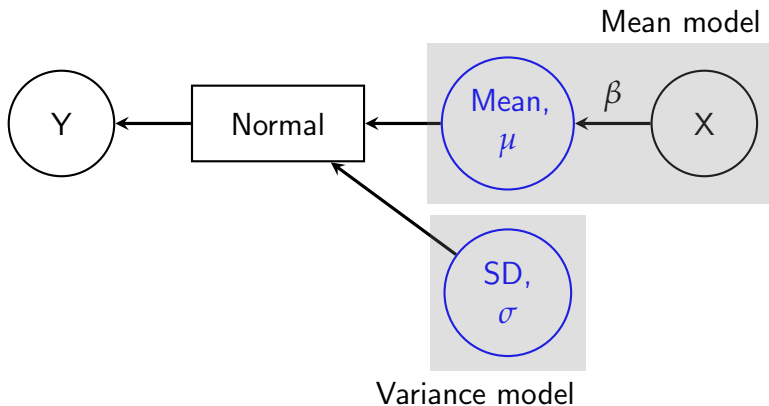 Mean model
Y
Normal
Mean,
μ
β
X
SD,
σ
Variance model